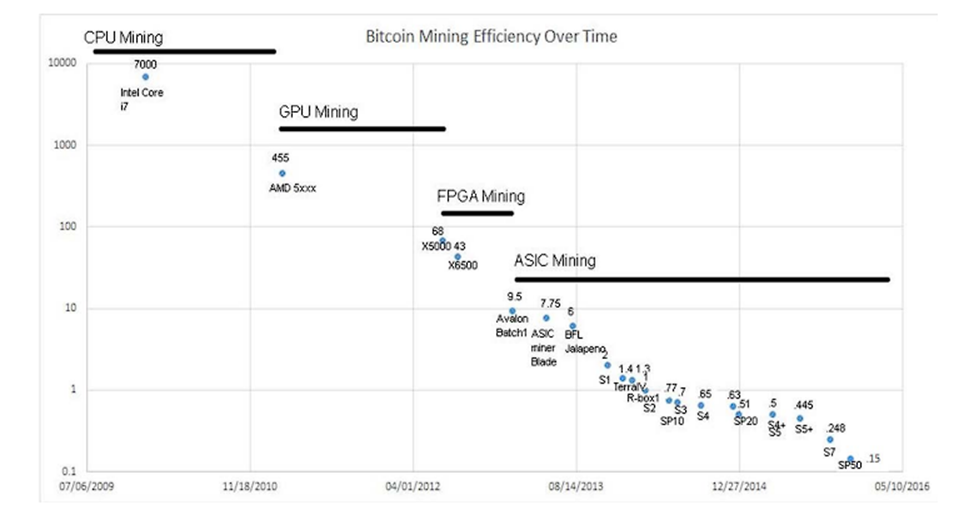 CPU Mining
Bitcoin Mining Efficiency Over Time
10000
7000
Intel Core
i7
GPU Mining
1000
455
AMD 5xxx
FPGA Mining
100
68
X5000 43
X6500
ASIC Mining
10
9.5
7.75
6
Avalon
Batch1
ASIC
miner
Blade
BFL
Jalapeno
2
S1
1.4 1.3
TerraIV
1
R-box1
S2
1
.77
SP10
.7
S3
.65
S4
.63
.51
SP20
.5
S4+
S5
.445
S5+
.248
S7
SP50
.15
0.1
07/06/2009
11/18/2010
04/01/2012
08/14/2013
12/27/2014
05/10/2016